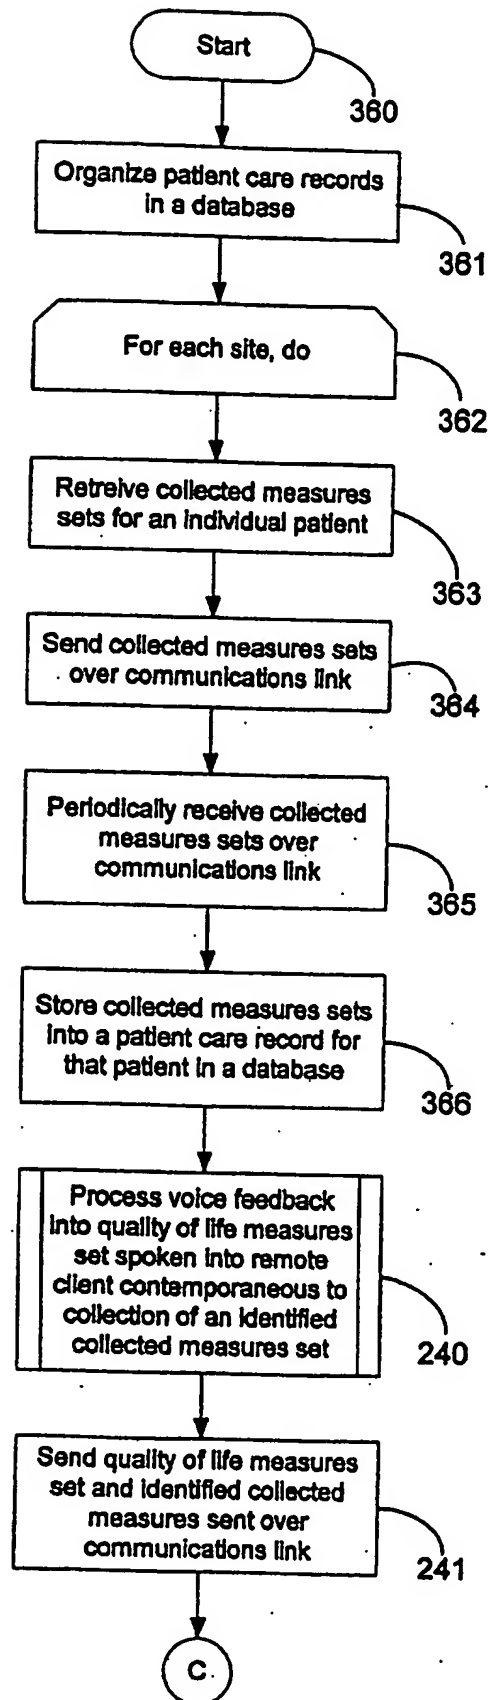 Start
360
Organize patient care records
in a database
361
For each site, do
362
Retreive collected measures
sets for an individual patient
363
Send collected measures sets
over communications link
364
Periodically receive collected
measures sets over
communications link
365
Store collected measures sets
into a patient care record for
that patient in a database
366
Process voice feedback
into quality of life measures
set spoken into remote
client contemporaneous to
collection of an identified
collected measures set
240
Send quality of life measures
set and identified collected
measures sent over
communications link
241
C